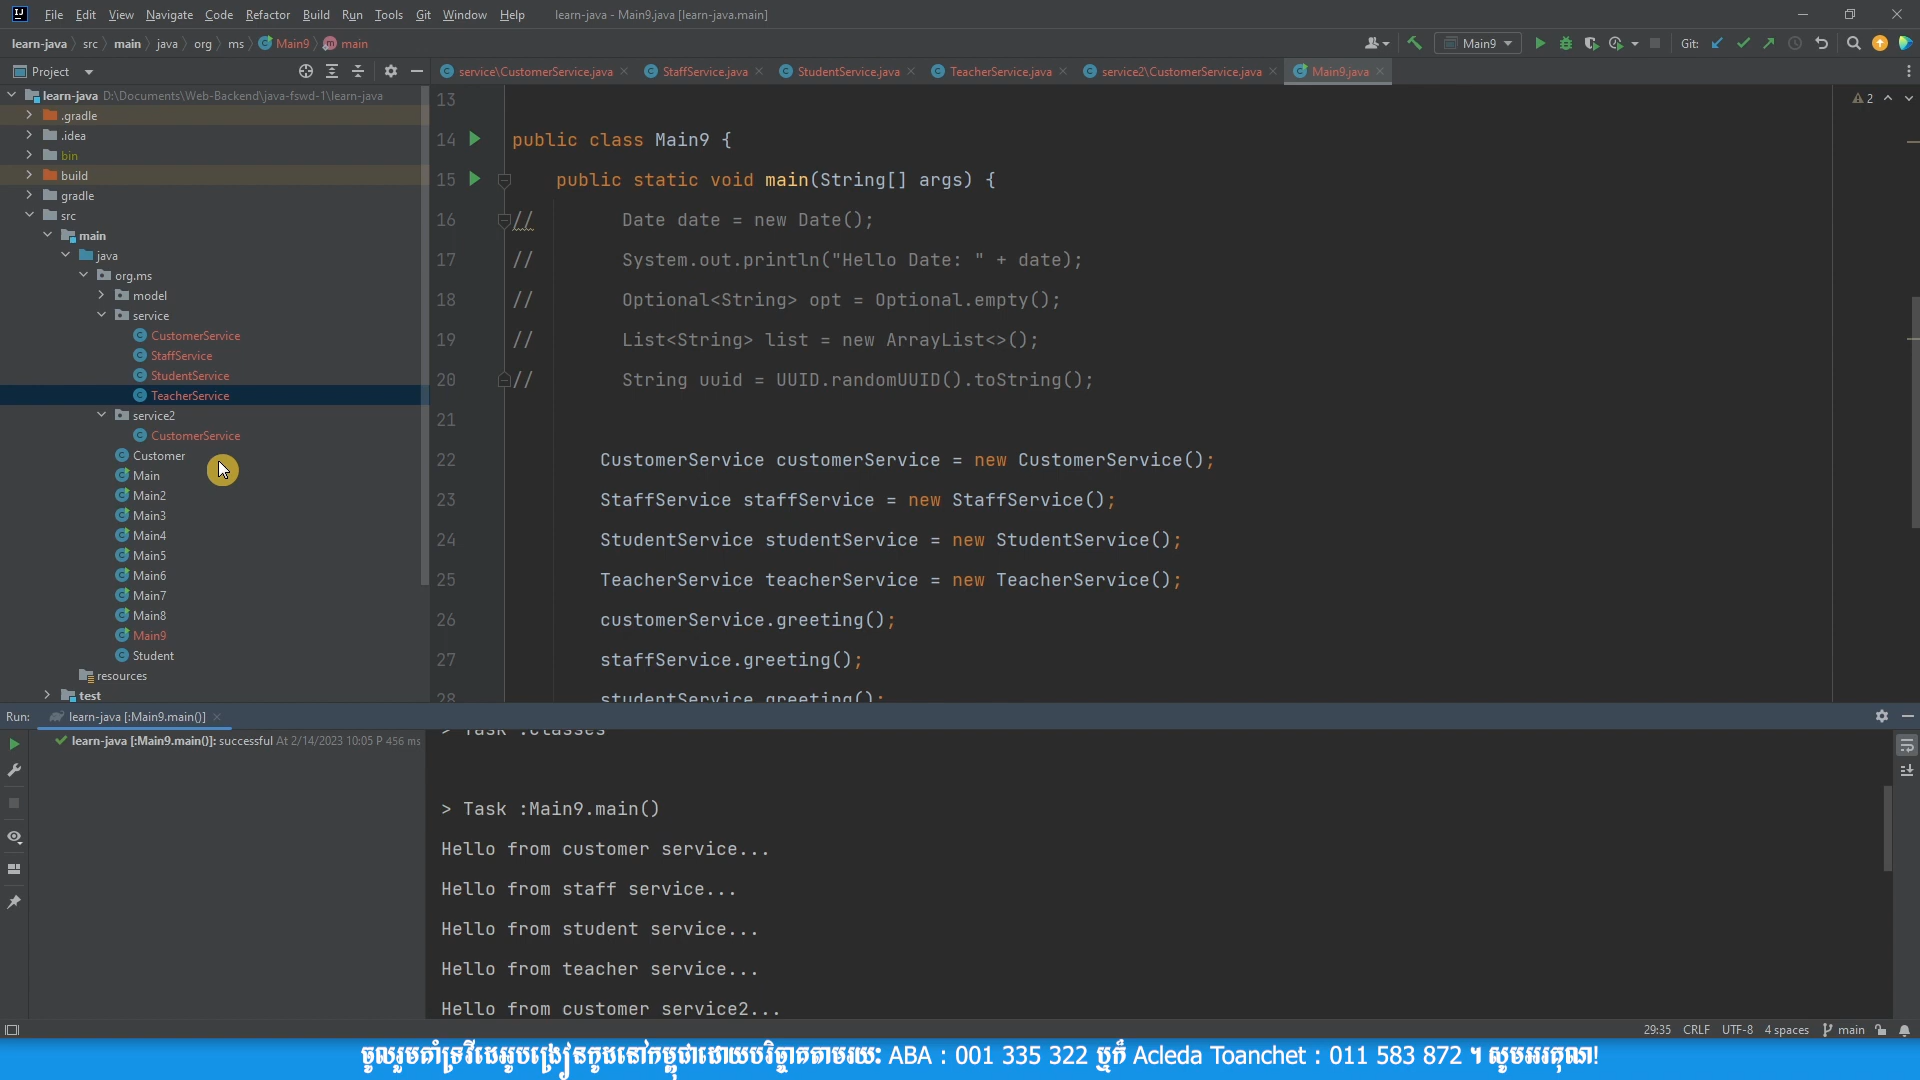 File Edit View Navigate Code Refactor Build Run Tools Git Window Help learn-java - Main9.java [learn-java.main]
learn-java src main java org ms Main9 main
Main9 Git:
Project
service\CustomerService.java StaffService.java StudentService.java TeacherService.java service2\CustomerService.java Main9.java
learn-java D:\Documents\Web-Backend\java-fswd-1\learn-java
.gradle
.idea
bin
build
gradle
src
main
java
org.ms
model
service
CustomerService
StaffService
StudentService
TeacherService
service2
CustomerService
Customer
Main
Main2
Main3
Main4
Main5
Main6
Main7
Main8
Main9
Student
resources
test
2
13
14 public class Main9 {
15 public static void main(String[] args) {
16 // Date date = new Date();
17 // System.out.println("Hello Date: " + date);
18 // Optional<String> opt = Optional.empty();
19 // List<String> list = new ArrayList<>();
20 // String uuid = UUID.randomUUID().toString();
21
22 CustomerService customerService = new CustomerService();
23 StaffService staffService = new StaffService();
24 StudentService studentService = new StudentService();
25 TeacherService teacherService = new TeacherService();
26 customerService.greeting();
27 staffService.greeting();
28 studentService.greeting();
Run: learn-java [:Main9.main()]
learn-java [:Main9.main()]: successful At 2/14/2023 10:05 P 456 ms
> Task :classes
> Task :Main9.main()
Hello from customer service...
Hello from staff service...
Hello from student service...
Hello from teacher service...
Hello from customer service2...
29:35 CRLF UTF-8 4 spaces main
ចូលរួមគាំទ្រវីដេអូបង្រៀនកូដនៅកម្ពុជាដោយបរិច្ចាគតាមរយៈ ABA : 001 335 322 ឬក៏ Acleda Toanchet : 011 583 872 ។ សូមអរគុណ!